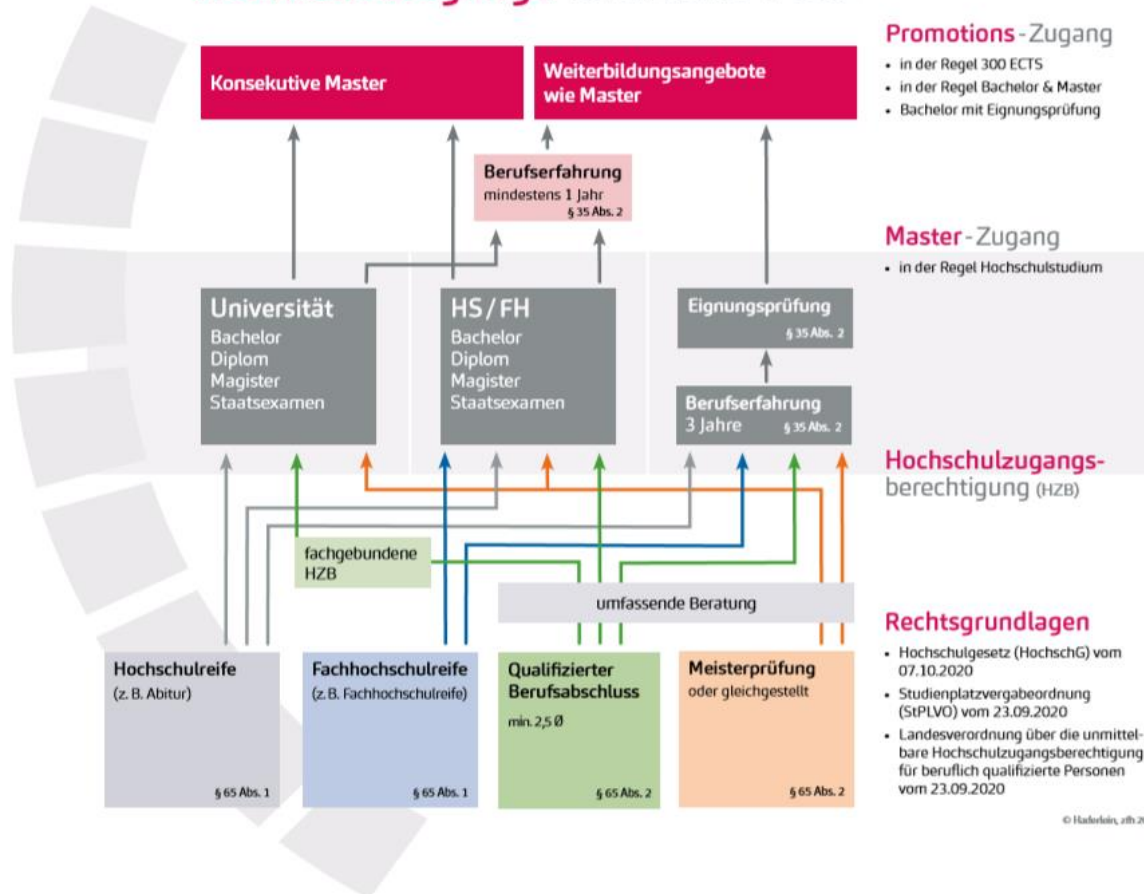 Konsekutive Master
Weiterbildungsangebote
wie Master
Berufserfahrung
mindestens 1 Jahr
§ 35 Abs. 2
Universität
Bachelor
Diplom
Magister
Staatsexamen
HS / FH
Bachelor
Diplom
Magister
Staatsexamen
Eignungsprüfung
§ 35 Abs. 2
Berufserfahrung
3 Jahre § 35 Abs. 2
fachgebundene
HZB
umfassende Beratung
Hochschulreife
(z. B. Abitur)
§ 65 Abs. 1
Fachhochschulreife
(z. B. Fachhochschulreife)
§ 65 Abs. 1
Qualifizierter
Berufsabschluss
min. 2,5 Ø
§ 65 Abs. 2
Meisterprüfung
oder gleichgestellt
§ 65 Abs. 2
Promotions-Zugang
• in der Regel 300 ECTS
• in der Regel Bachelor & Master
• Bachelor mit Eignungsprüfung
Master-Zugang
• in der Regel Hochschulstudium
Hochschulzugangs-
berechtigung (HZB)
Rechtsgrundlagen
• Hochschulgesetz (HochschG) vom
07.10.2020
• Studienplatzvergabeordnung
(StPLVO) vom 23.09.2020
• Landesverordnung über die unmittel-
bare Hochschulzugangsberechtigung
für beruflich qualifizierte Personen
vom 23.09.2020
© Haderlein, zfh